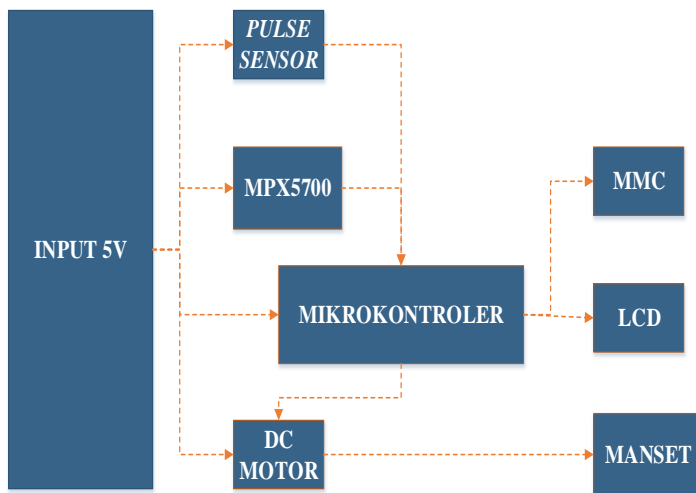 PULSE
SENSOR
MPX5700
MMC
INPUT 5V
MIKROKONTROLER
LCD
DC
MOTOR
MANSET